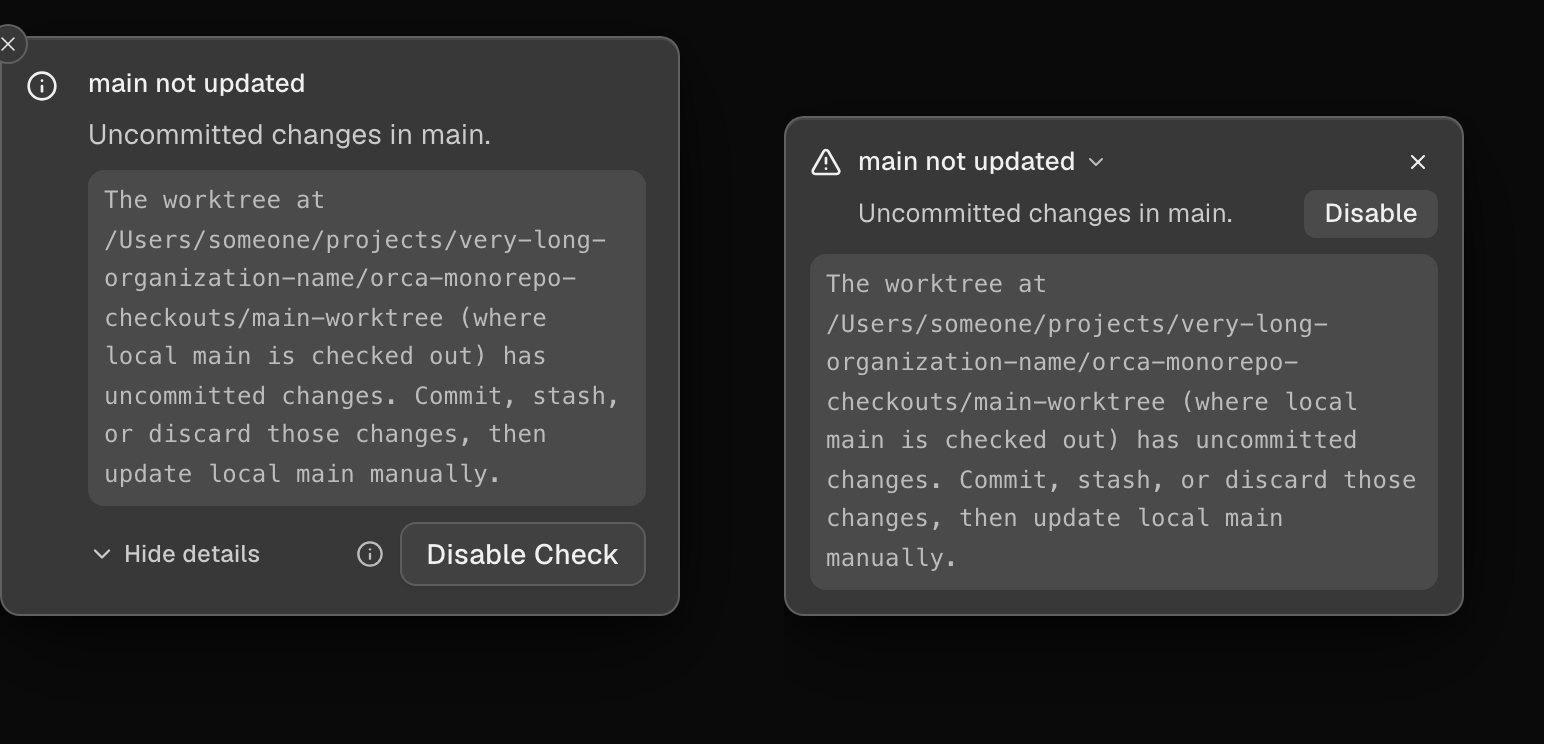 main not updated
Uncommitted changes in main.
The worktree at
/Users/someone/projects/very-long-
organization-name/orca-monorepo-
checkouts/main-worktree (where
local main is checked out) has
uncommitted changes. Commit, stash,
or discard those changes, then
update local main manually.
Hide details
Disable Check
main not updated
Uncommitted changes in main.
Disable
The worktree at
/Users/someone/projects/very-long-
organization-name/orca-monorepo-
checkouts/main-worktree (where local
main is checked out) has uncommitted
changes. Commit, stash, or discard those
changes, then update local main
manually.